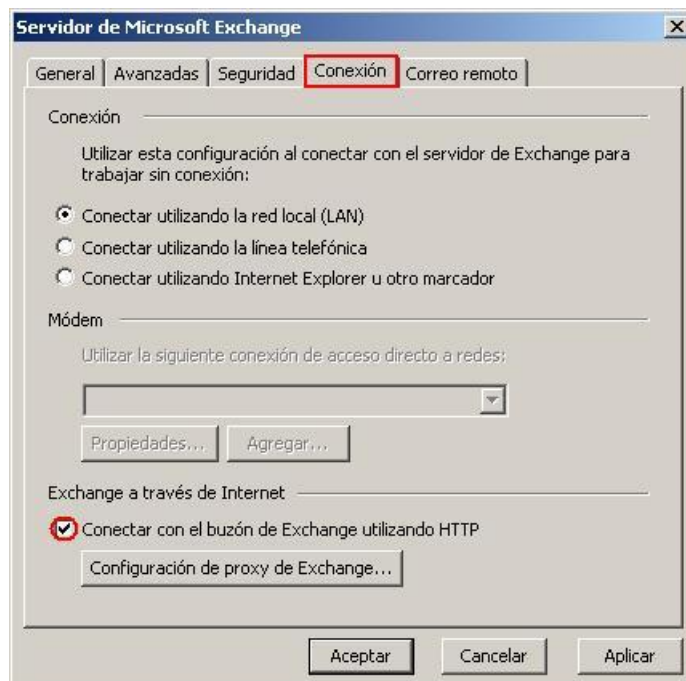 Servidor de Microsoft Exchange
General Avanzadas Seguridad Conexión Correo remoto
Conexión
Utilizar esta configuración al conectar con el servidor de Exchange para
trabajar sin conexión:
Conectar utilizando la red local (LAN)
Conectar utilizando la línea telefónica
Conectar utilizando Internet Explorer u otro marcador
Módem
Utilizar la siguiente conexión de acceso directo a redes:
Propiedades... Agregar...
Exchange a través de Internet
Conectar con el buzón de Exchange utilizando HTTP
Configuración de proxy de Exchange...
Aceptar Cancelar Aplicar